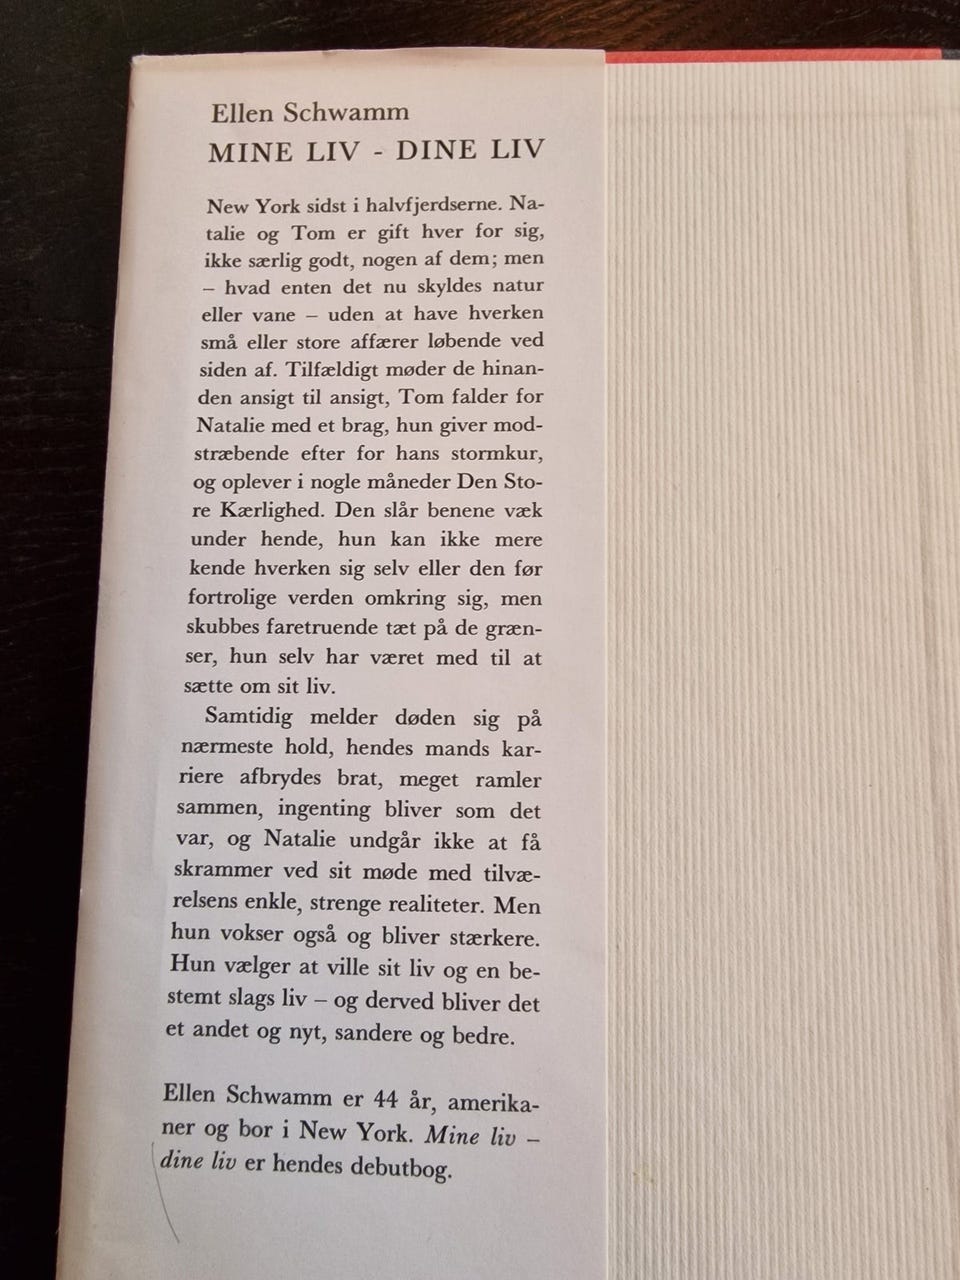 Ellen Schwamm
MINE LIV - DINE LIV
New York sidst i halvfjerdserne. Na-
talie og Tom er gift hver for sig,
ikke særlig godt, nogen af dem; men
– hvad enten det nu skyldes natur
eller vane – uden at have hverken
små eller store affærer løbende ved
siden af. Tilfældigt møder de hinan-
den ansigt til ansigt, Tom falder for
Natalie med et brag, hun giver mod-
stræbende efter for hans stormkur,
og oplever i nogle måneder Den Sto-
re Kærlighed. Den slår benene væk
under hende, hun kan ikke mere
kende hverken sig selv eller den før
fortrolige verden omkring sig, men
skubbes faretruende tæt på de græn-
ser, hun selv har været med til at
sætte om sit liv.
Samtidig melder døden sig på
nærmeste hold, hendes mands kar-
riere afbrydes brat, meget ramler
sammen, ingenting bliver som det
var, og Natalie undgår ikke at få
skrammer ved sit møde med tilvæ-
relsens enkle, strenge realiteter. Men
hun vokser også og bliver stærkere.
Hun vælger at ville sit liv og en be-
stemt slags liv – og derved bliver det
et andet og nyt, sandere og bedre.
Ellen Schwamm er 44 år, amerika-
ner og bor i New York. Mine liv –
dine liv er hendes debutbog.